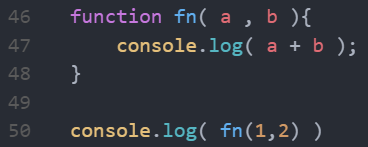 46 function fn( a , b ){
47     console.log( a + b );
48 }
49
50 console.log( fn(1,2) )